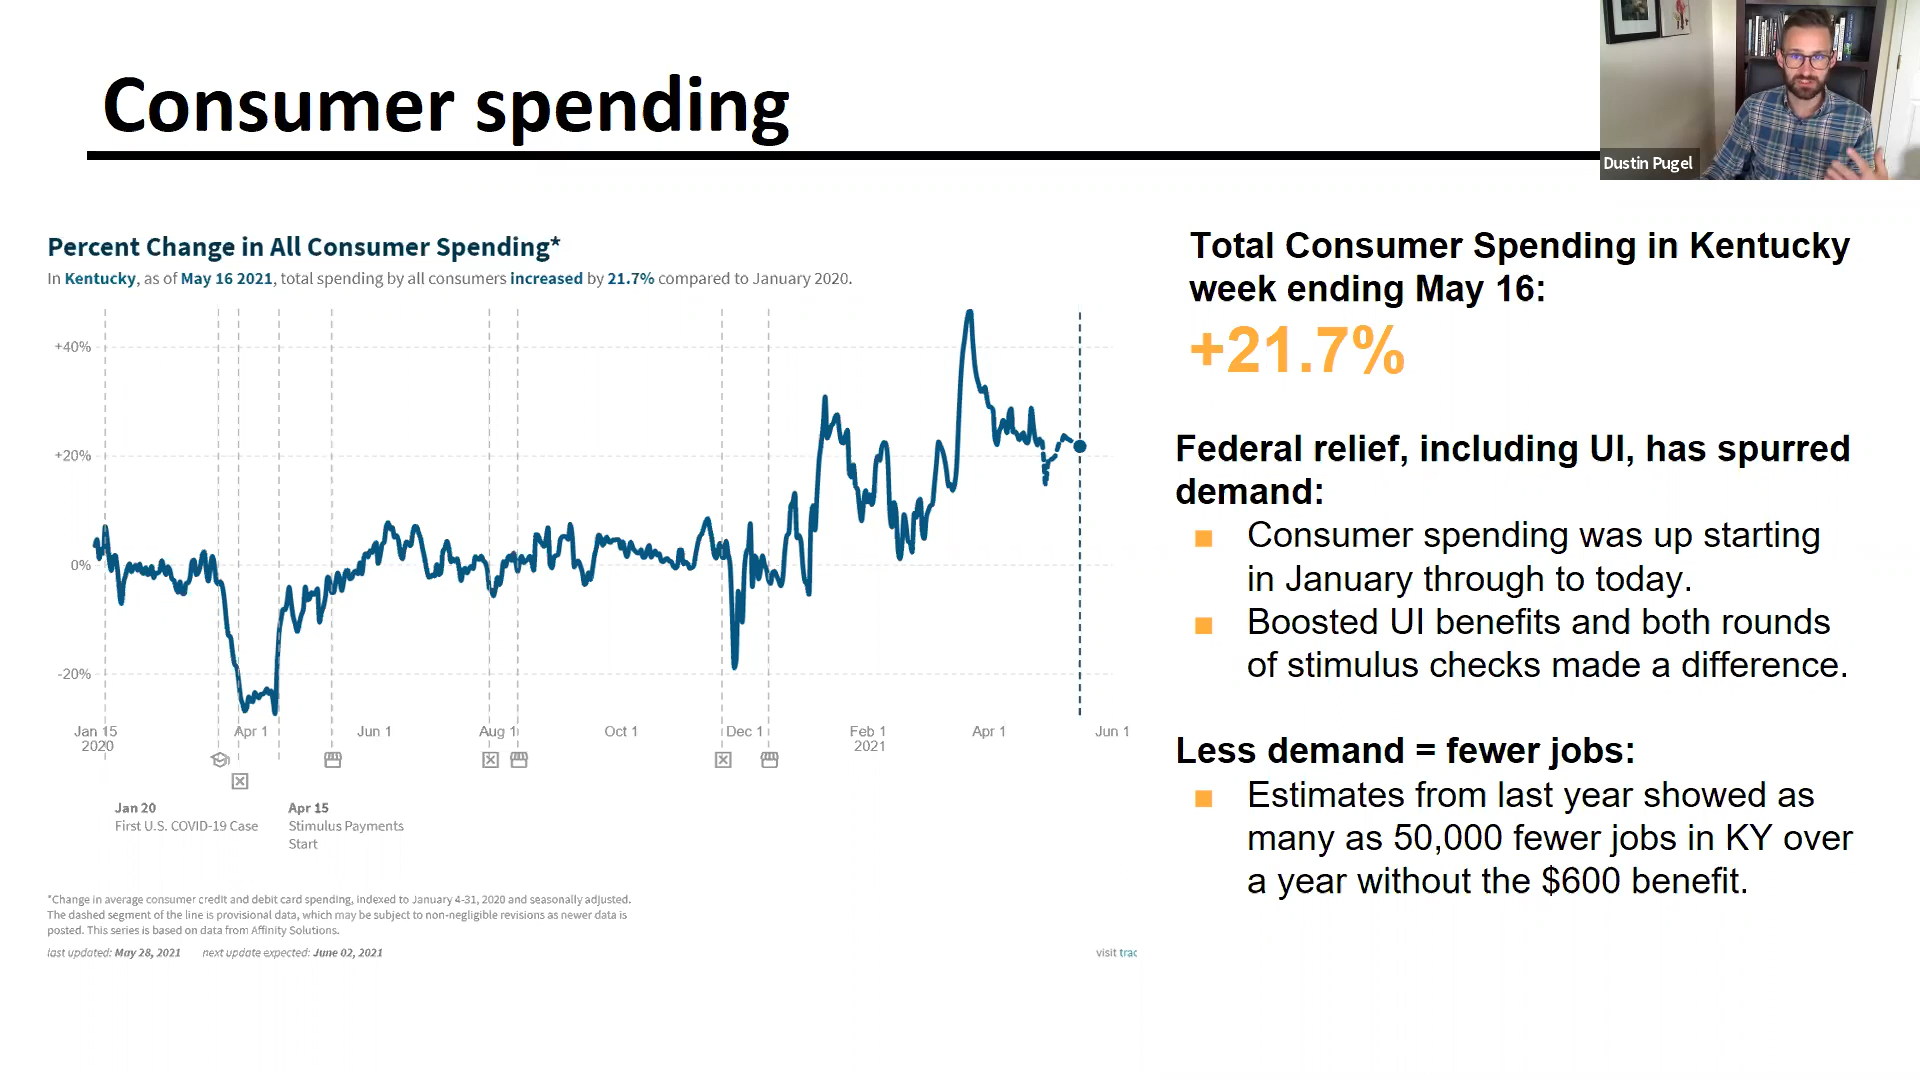 Consumer spending
Dustin Pugel
Percent Change in All Consumer Spending*
In Kentucky, as of May 16 2021, total spending by all consumers increased by 21.7% compared to January 2020.
+40%
+20%
0%
-20%
Jan 15
2020
Apr 1
Jun 1
Aug 1
Oct 1
Dec 1
Feb 1
2021
Apr 1
Jun 1
Jan 20
First U.S. COVID-19 Case
Apr 15
Stimulus Payments
Start
*Change in average consumer credit and debit card spending, indexed to January 4-31, 2020 and seasonally adjusted.
The dashed segment of the line is provisional data, which may be subject to non-negligible revisions as newer data is
posted. This series is based on data from Affinity Solutions.
last updated: May 28, 2021 next update expected: June 02, 2021
visit trac
Total Consumer Spending in Kentucky
week ending May 16:
+21.7%
Federal relief, including UI, has spurred
demand:
Consumer spending was up starting
in January through to today.
Boosted UI benefits and both rounds
of stimulus checks made a difference.
Less demand = fewer jobs:
Estimates from last year showed as
many as 50,000 fewer jobs in KY over
a year without the $600 benefit.